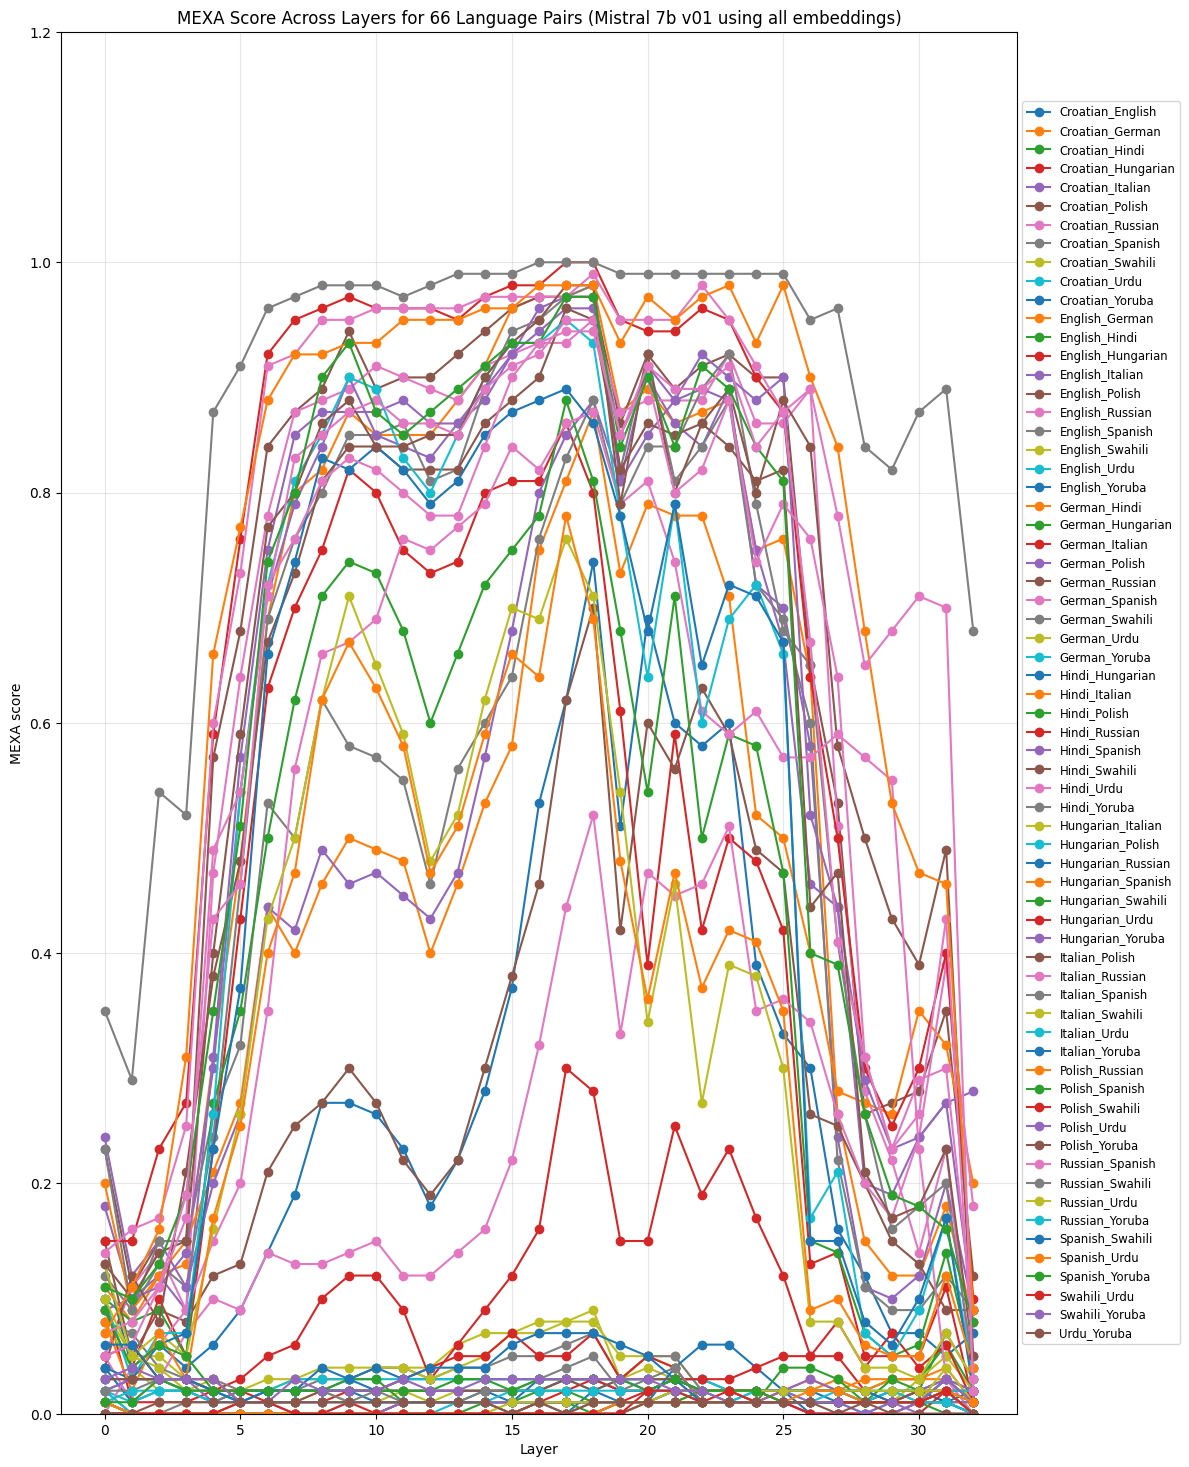 MEXA Score Across Layers for 66 Language Pairs (Mistral 7b v01 using all embeddings)
1.2
1.0
0.8
0.6
0.4
0.2
0.0
MEXA score
0
5
10
15
20
25
30
Layer
Croatian_English
Croatian_German
Croatian_Hindi
Croatian_Hungarian
Croatian_Italian
Croatian_Polish
Croatian_Russian
Croatian_Spanish
Croatian_Swahili
Croatian_Urdu
Croatian_Yoruba
English_German
English_Hindi
English_Hungarian
English_Italian
English_Polish
English_Russian
English_Spanish
English_Swahili
English_Urdu
English_Yoruba
German_Hindi
German_Hungarian
German_Italian
German_Polish
German_Russian
German_Spanish
German_Swahili
German_Urdu
German_Yoruba
Hindi_Hungarian
Hindi_Italian
Hindi_Polish
Hindi_Russian
Hindi_Spanish
Hindi_Swahili
Hindi_Urdu
Hindi_Yoruba
Hungarian_Italian
Hungarian_Polish
Hungarian_Russian
Hungarian_Spanish
Hungarian_Swahili
Hungarian_Urdu
Hungarian_Yoruba
Italian_Polish
Italian_Russian
Italian_Spanish
Italian_Swahili
Italian_Urdu
Italian_Yoruba
Polish_Russian
Polish_Spanish
Polish_Swahili
Polish_Urdu
Polish_Yoruba
Russian_Spanish
Russian_Swahili
Russian_Urdu
Russian_Yoruba
Spanish_Swahili
Spanish_Urdu
Spanish_Yoruba
Swahili_Urdu
Swahili_Yoruba
Urdu_Yoruba